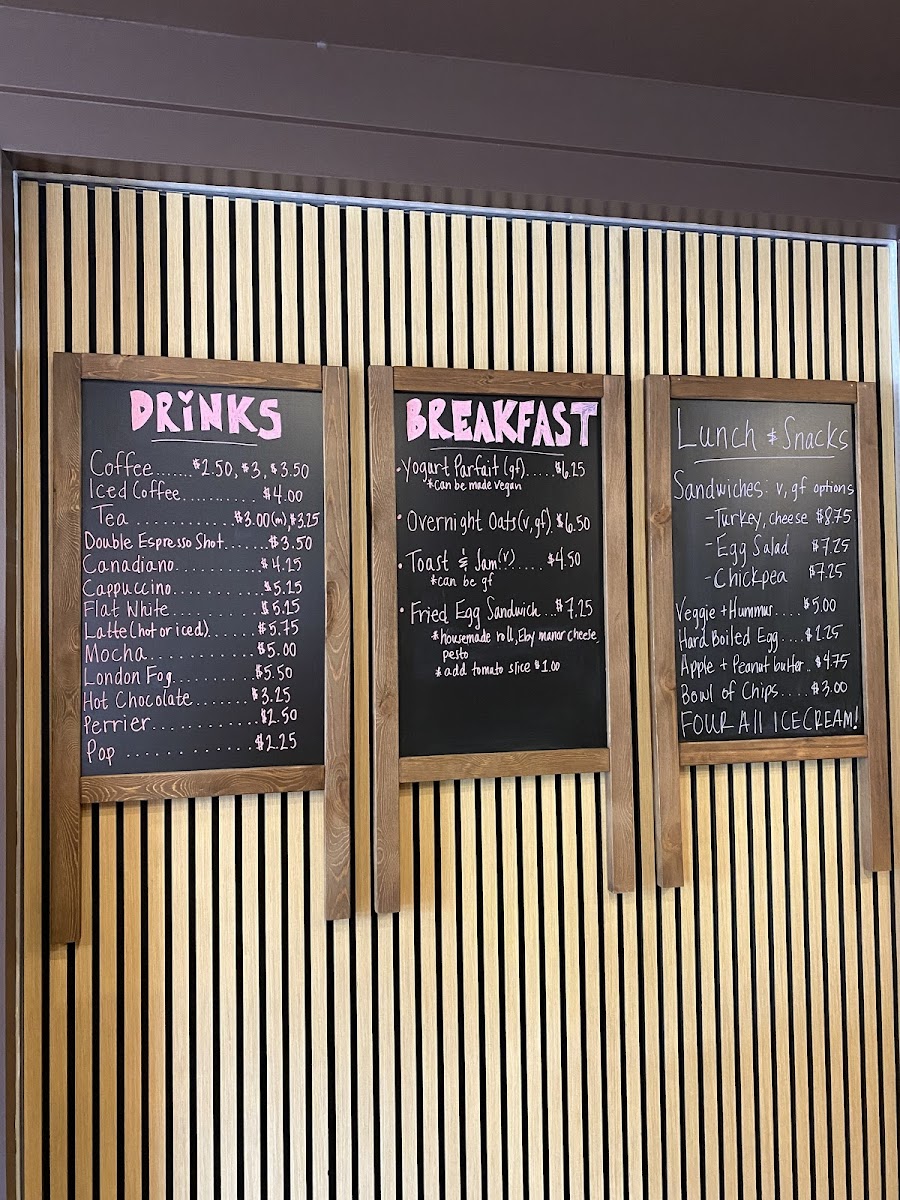 DRiNKS
Coffee......$2.50, $3, $3.50
Iced Coffee............$4.00
Tea..............$3.00(m),$3.25
Double Espresso Shot......$3.50
Canadiano............$4.25
Cappuccino............$5.25
Flat White............$5.25
Latte(hot or iced).......$5.75
Mocha..............$5.00
London Fog..........$5.50
Hot Chocolate.......$3.25
Perrier..............$2.50
Pop..............$2.25
BREAKFAST
•Yogurt Parfait (gf).....$6.25
*can be made vegan
•Overnight Oats(v,gf).$6.50
•Toast & Jam(v).....$4.50
*can be gf
•Fried Egg Sandwich...$7.25
*housemade roll, Eby manor cheese
pesto
*add tomato slice $1.00
Lunch & Snacks
Sandwiches: v, gf options
-Turkey, cheese $8.75
-Egg Salad $7.25
-Chickpea $7.25
Veggie + Hummus.....$5.00
Hard Boiled Egg....$2.25
Apple + Peanut butter..$4.75
Bowl of Chips.....$3.00
FOUR All ICECREAM!